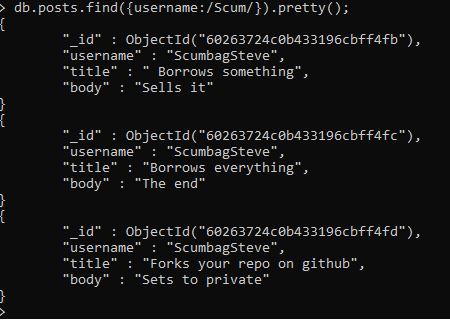 > db.posts.find({username:/Scum/}).pretty();
{
        "_id" : ObjectId("60263724c0b433196cbff4fb"),
        "username" : "ScumbagSteve",
        "title" : " Borrows something",
        "body" : "Sells it"
}
{
        "_id" : ObjectId("60263724c0b433196cbff4fc"),
        "username" : "ScumbagSteve",
        "title" : "Borrows everything",
        "body" : "The end"
}
{
        "_id" : ObjectId("60263724c0b433196cbff4fd"),
        "username" : "ScumbagSteve",
        "title" : "Forks your repo on github",
        "body" : "Sets to private"
}
>